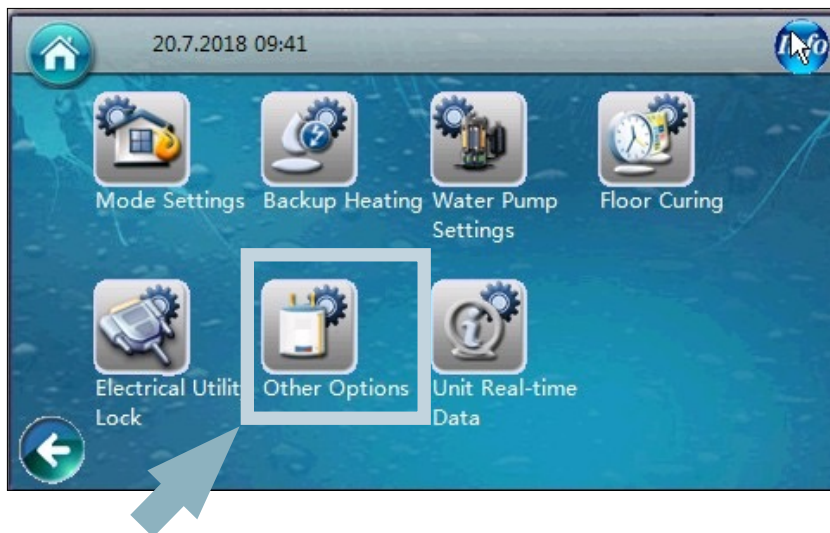 20.7.2018 09:41
Info
Mode Settings
Backup Heating
Water Pump
Settings
Floor Curing
Electrical Utilit
Lock
Other Options
Unit Real-time
Data